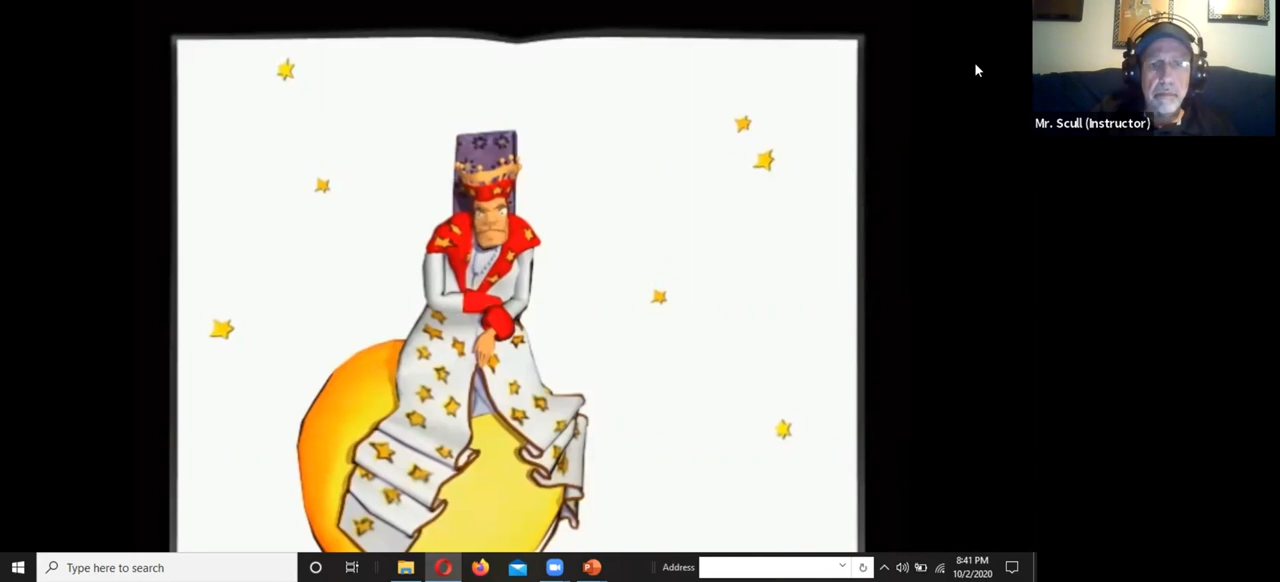 Mr. Scull (Instructor)
Type here to search
Address
8:41 PM
10/2/2020